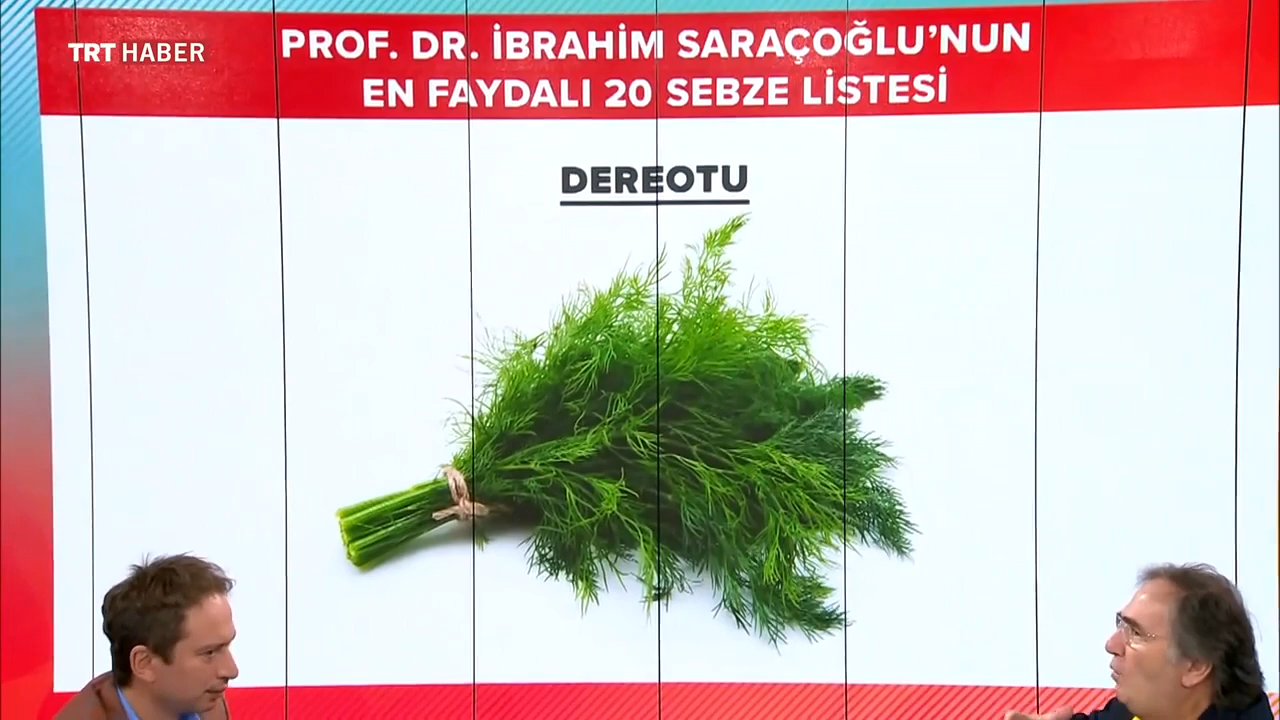 TRT HABER
PROF. DR. İBRAHİM SARAÇOĞLU'NUN
EN FAYDALI 20 SEBZE LİSTESİ
DEREOTU